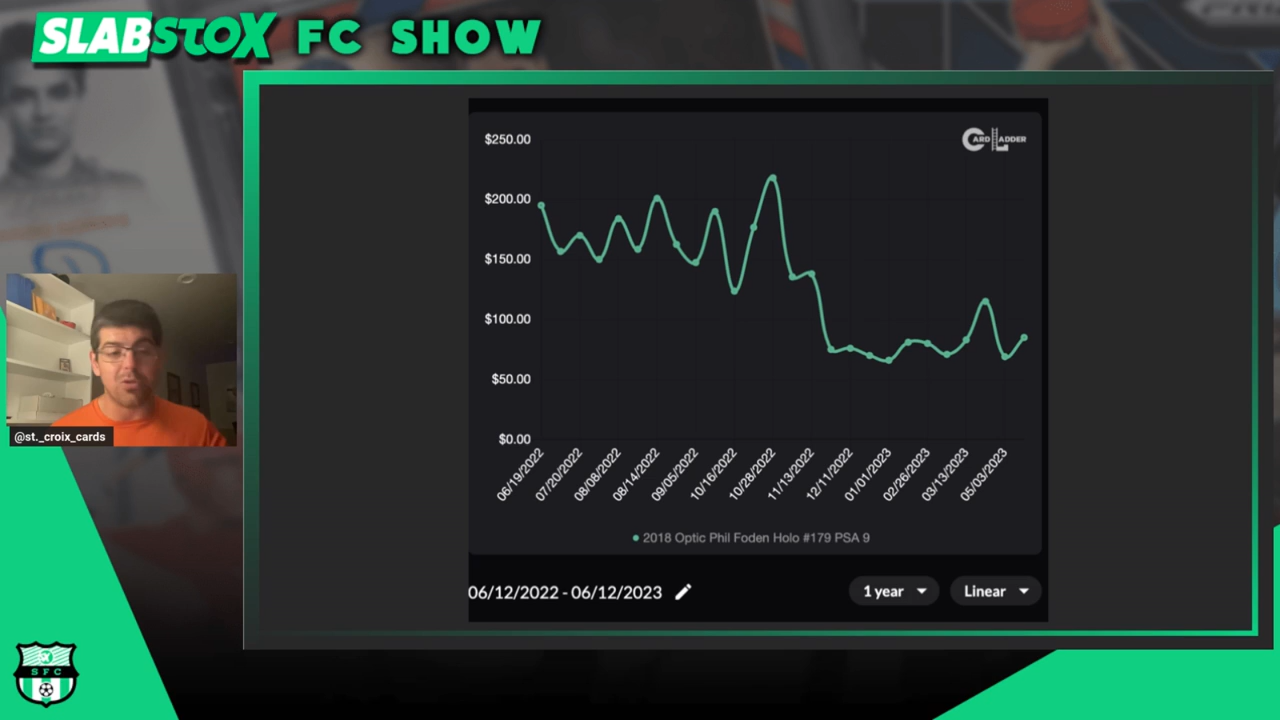 SLABSTOX FC SHOW
CARD LADDER
$250.00
$200.00
$150.00
$100.00
$50.00
$0.00
06/19/2022
07/20/2022
08/08/2022
08/14/2022
09/05/2022
10/16/2022
10/28/2022
11/13/2022
12/11/2022
01/01/2023
02/26/2023
03/13/2023
05/03/2023
2018 Optic Phil Foden Holo #179 PSA 9
06/12/2022 - 06/12/2023
1 year
Linear
@st._croix_cards
SFC